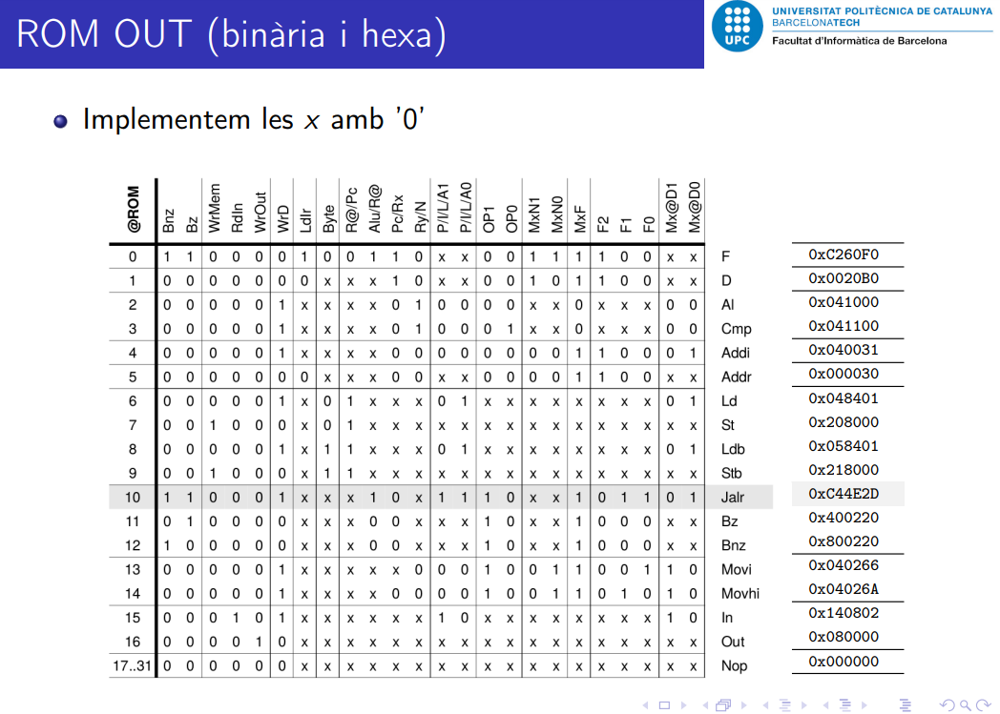 ROM OUT (binària i hexa)
UNIVERSITAT POLITÈCNICA DE CATALUNYA
BARCELONATECH
Facultat d'Informàtica de Barcelona
UPC
Implementem les x amb '0'
@ROM Bnz Bz WrMem RdIn WrOut WrD LdIr Byte R@/Pc Alu/R@ Pc/Rx Ry/N P/I/L/A1 P/I/L/A0 OP1 OP0 MxN1 MxN0 MxF F2 F1 F0 Mx@D1 Mx@D0
0 1 1 0 0 0 0 1 0 0 1 1 0 x x 0 0 1 1 1 1 0 0 x x F 0xC260F0
1 0 0 0 0 0 0 0 x x x 1 0 x x 0 0 1 0 1 1 0 0 x x D 0x0020B0
2 0 0 0 0 0 1 x x x x 0 1 0 0 0 0 x x 0 x x x 0 0 Al 0x041000
3 0 0 0 0 0 1 x x x x 0 1 0 0 0 1 x x 0 x x x 0 0 Cmp 0x041100
4 0 0 0 0 0 1 x x x x 0 0 0 0 0 0 0 0 1 1 0 0 0 1 Addi 0x040031
5 0 0 0 0 0 0 x x x x 0 0 x x 0 0 0 0 1 1 0 0 x x Addr 0x000030
6 0 0 0 0 0 1 x 0 1 x x x 0 1 x x x x x x x x 0 1 Ld 0x048401
7 0 0 1 0 0 0 x 0 1 x x x x x x x x x x x x x x x St 0x208000
8 0 0 0 0 0 1 x 1 1 x x x 0 1 x x x x x x x x 0 1 Ldb 0x058401
9 0 0 1 0 0 0 x 1 1 x x x x x x x x x x x x x x x Stb 0x218000
10 1 1 0 0 0 1 x x x 1 0 x 1 1 1 0 x x 1 0 1 1 0 1 Jalr 0xC44E2D
11 0 1 0 0 0 0 x x x 0 0 x x x 1 0 x x 1 0 0 0 x x Bz 0x400220
12 1 0 0 0 0 0 x x x 0 0 x x x 1 0 x x 1 0 0 0 x x Bnz 0x800220
13 0 0 0 0 0 1 x x x x x 0 0 0 1 0 0 1 1 0 0 1 1 0 Movi 0x040266
14 0 0 0 0 0 1 x x x x 0 0 0 0 1 0 0 1 1 0 1 0 1 0 Movhi 0x04026A
15 0 0 0 1 0 1 x x x x x x 1 0 x x x x x x x x 1 0 In 0x140802
16 0 0 0 0 1 0 x x x x x x x x x x x x x x x x x x Out 0x080000
17..31 0 0 0 0 0 0 x x x x x x x x x x x x x x x x x x Nop 0x000000